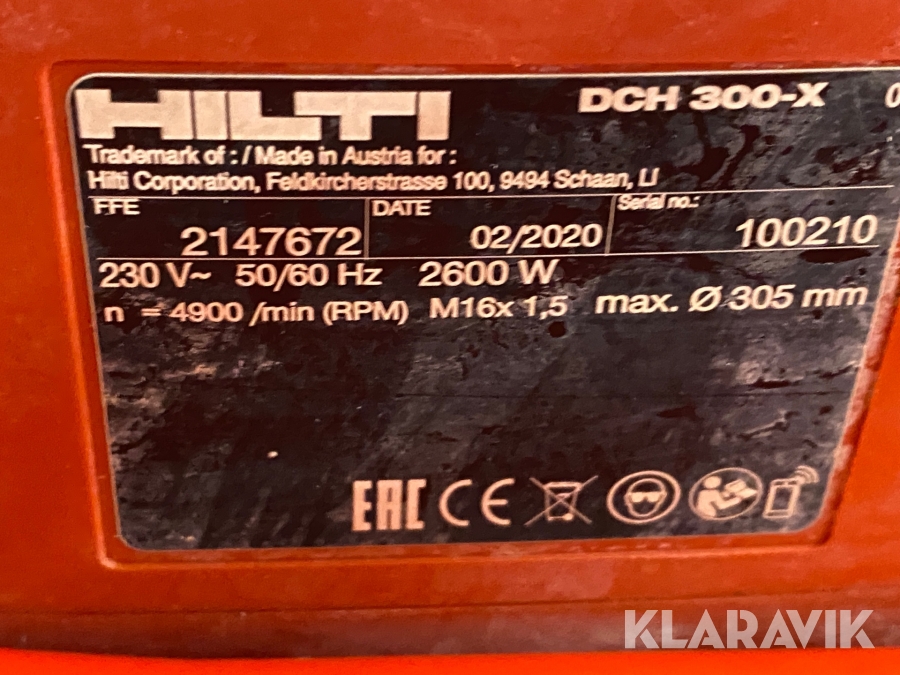 HILTI DCH 300-X
Trademark of : / Made in Austria for :
Hilti Corporation, Feldkircherstrasse 100, 9494 Schaan, LI
FFE DATE Serial no.:
2147672 02/2020 100210
230 V~ 50/60 Hz 2600 W
n = 4900 /min (RPM) M16x 1,5 max. Ø 305 mm
EAC CE
KLARAVIK